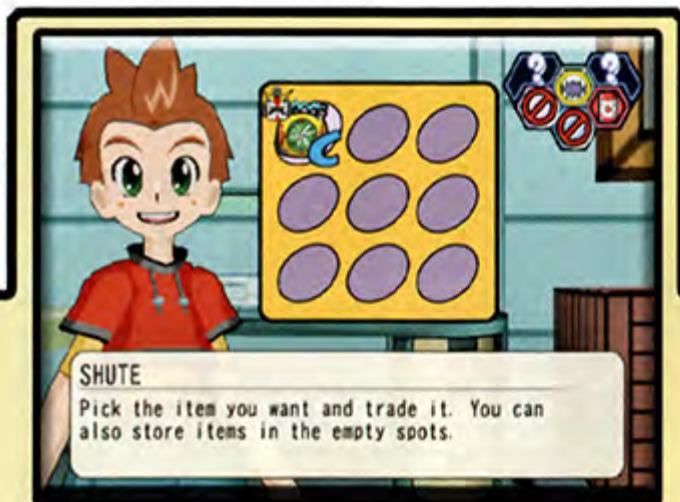 C
SHUTE
Pick the item you want and trade it. You can
also store items in the empty spots.